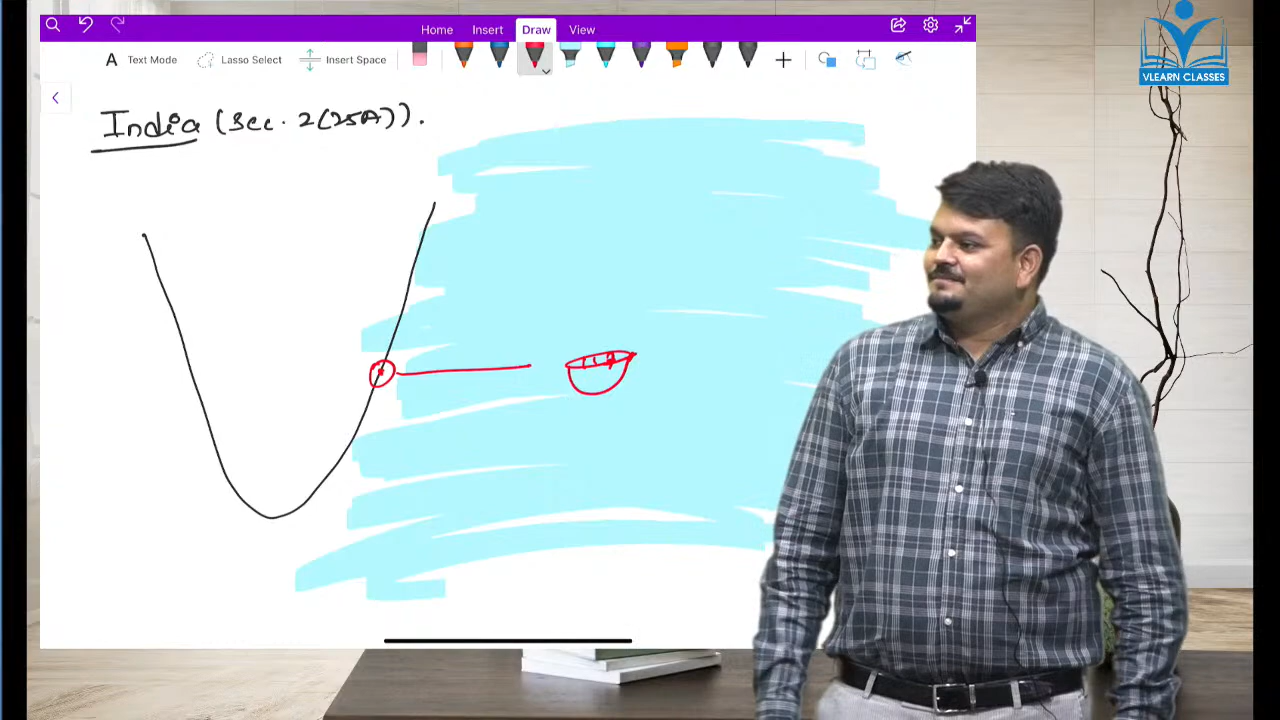 Home Insert Draw View
Text Mode Lasso Select Insert Space
VLEARN CLASSES
India (Sec. 2(25A)).